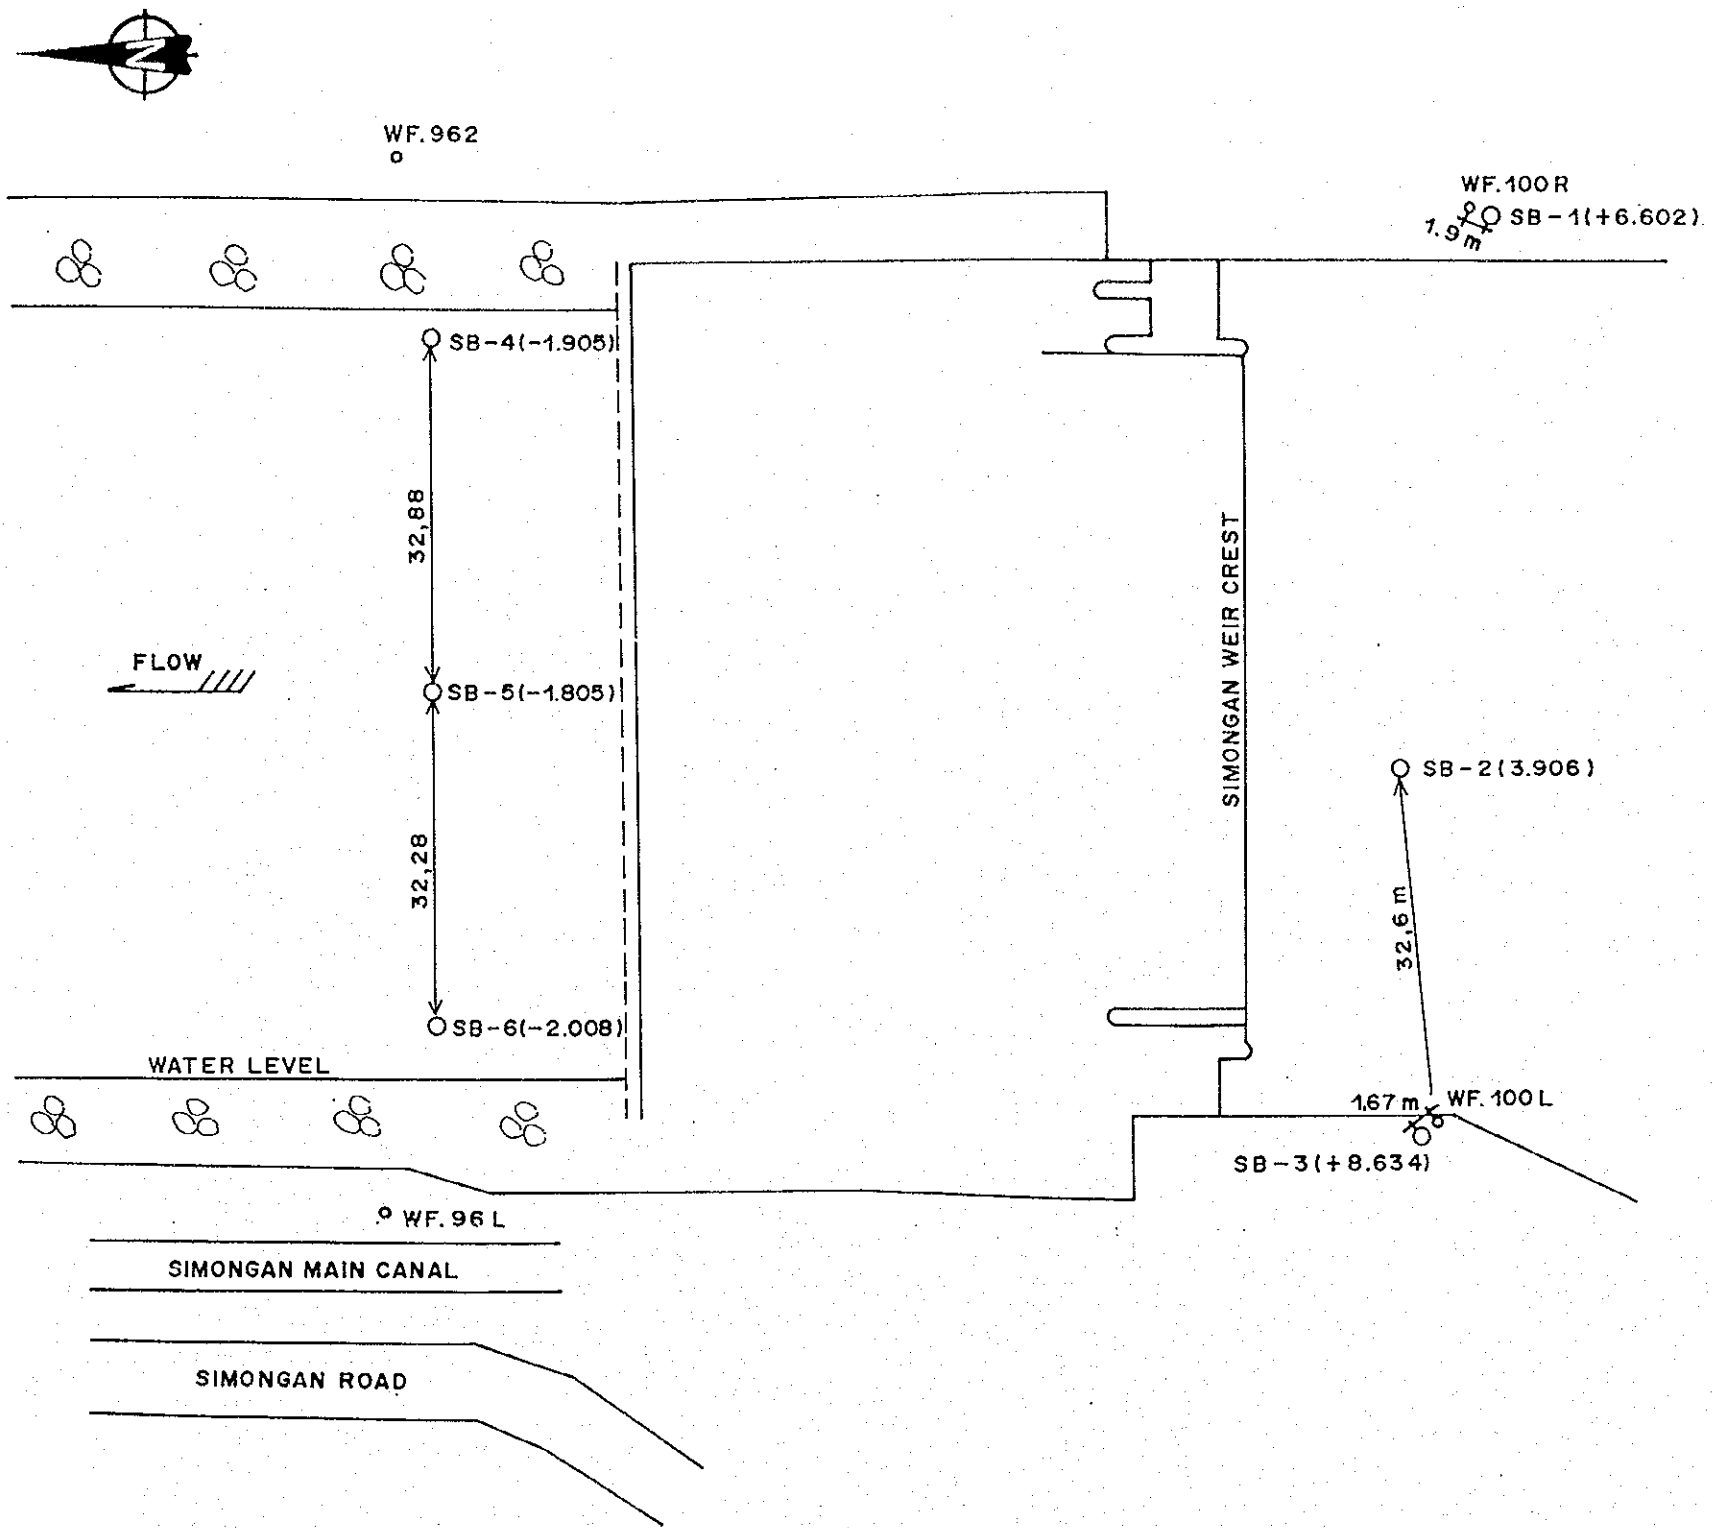 N
WF.962
WF.100R
SB-1(+6.602)
1.9 m
SB-4(-1.905)
32,88
SIMONGAN WEIR CREST
FLOW
SB-5(-1.805)
SB-2(3.906)
32,28
32,6 m
SB-6(-2.008)
WATER LEVEL
1,67 m
WF.100L
SB-3(+8.634)
WF.96L
SIMONGAN MAIN CANAL
SIMONGAN ROAD